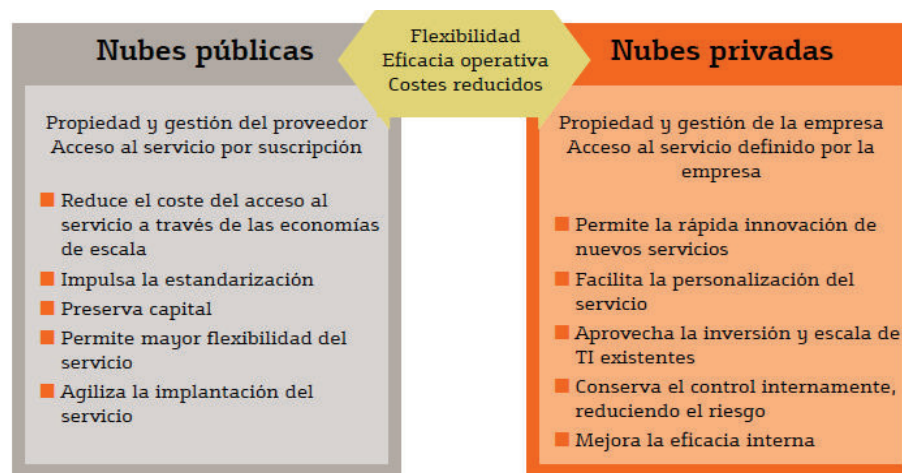 Nubes públicas
Propiedad y gestión del proveedor
Acceso al servicio por suscripción
Reduce el coste del acceso al
servicio a través de las economías
de escala
Impulsa la estandarización
Preserva capital
Permite mayor flexibilidad del
servicio
Agiliza la implantación del
servicio
Flexibilidad
Eficacia operativa
Costes reducidos
Nubes privadas
Propiedad y gestión de la empresa
Acceso al servicio definido por la
empresa
Permite la rápida innovación de
nuevos servicios
Facilita la personalización del
servicio
Aprovecha la inversión y escala de
TI existentes
Conserva el control internamente,
reduciendo el riesgo
Mejora la eficacia interna